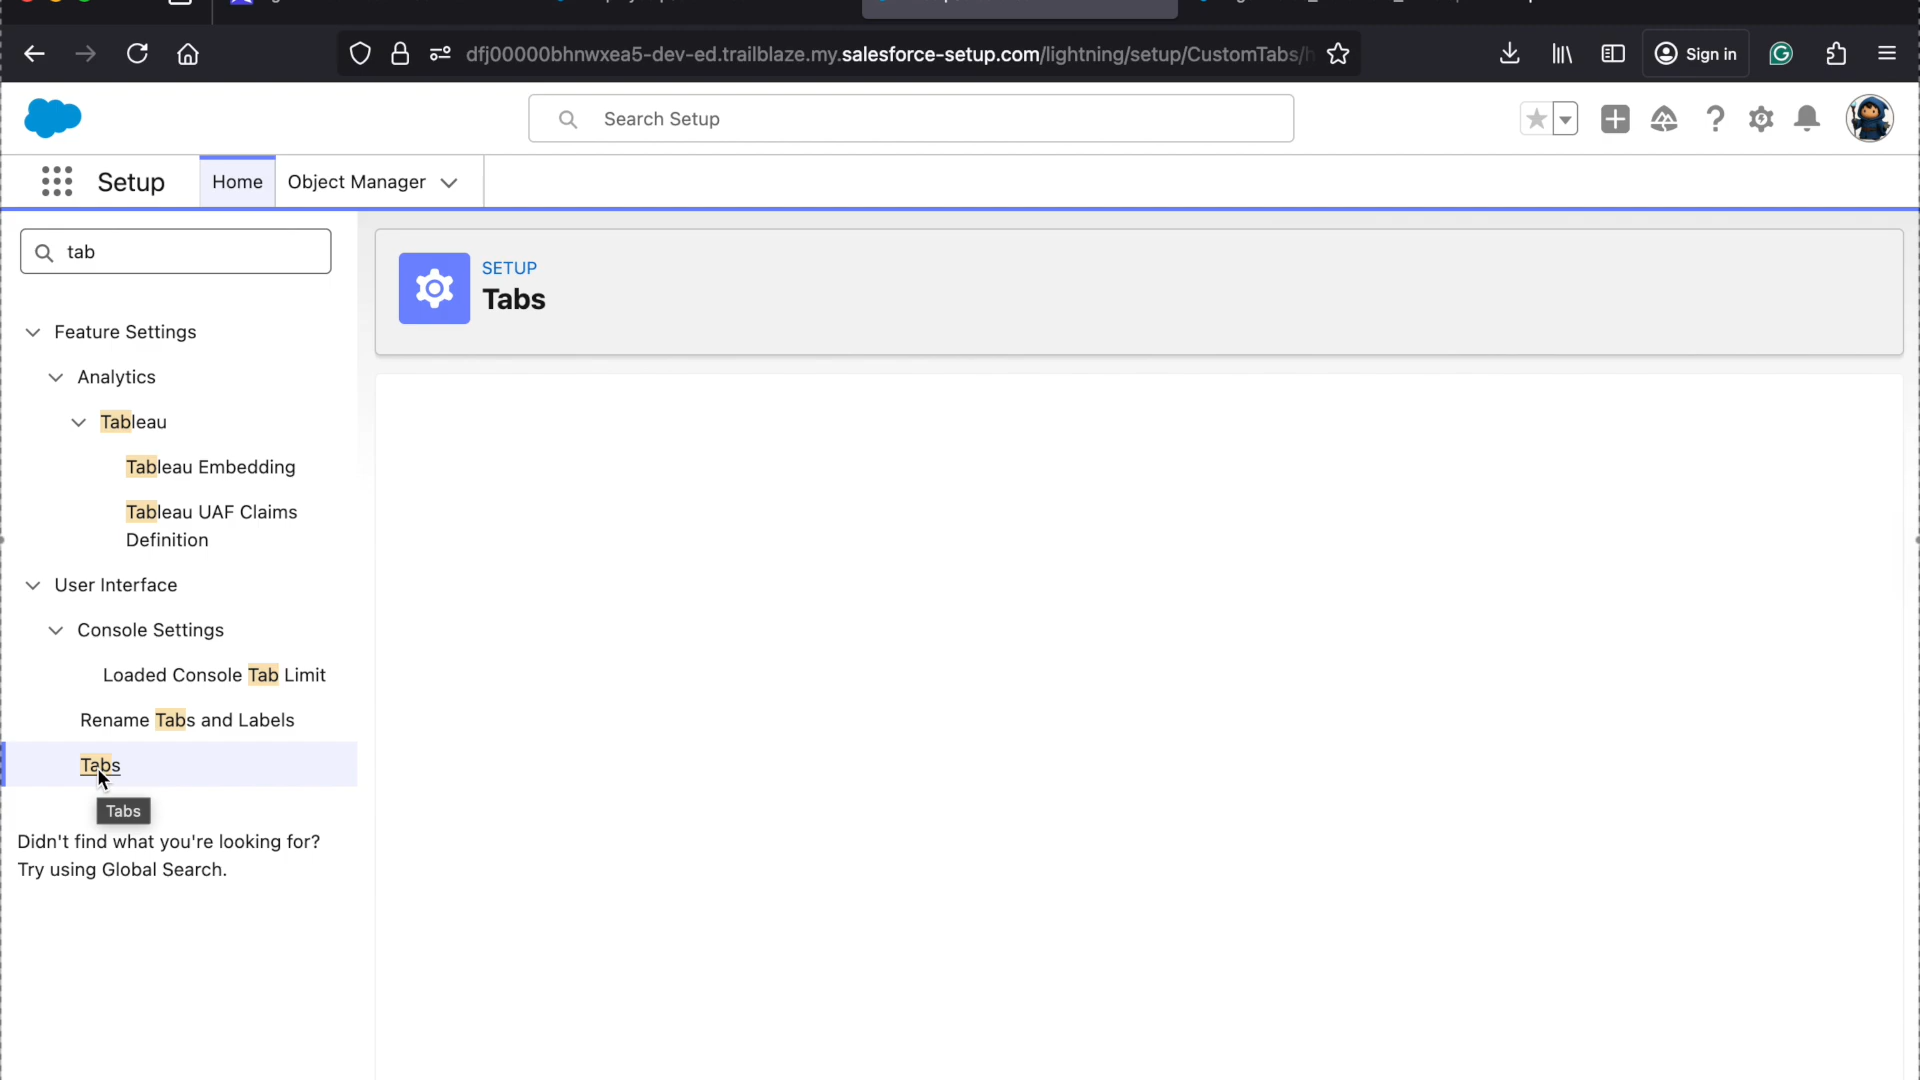 dfj00000bhnwxea5-dev-ed.trailblaze.my.salesforce-setup.com/lightning/setup/CustomTabs/h
Sign in
Search Setup
Setup
Home
Object Manager
tab
SETUP
Tabs
Feature Settings
Analytics
Tableau
Tableau Embedding
Tableau UAF Claims
Definition
User Interface
Console Settings
Loaded Console Tab Limit
Rename Tabs and Labels
Tabs
Tabs
Didn't find what you're looking for?
Try using Global Search.